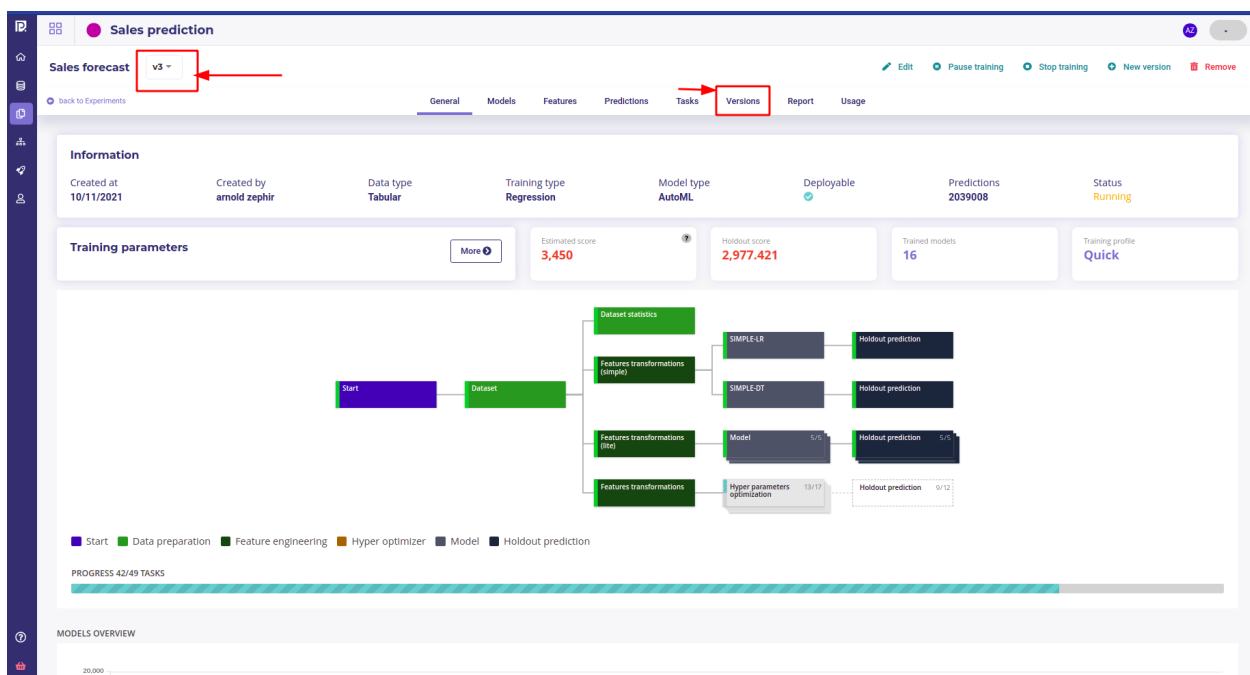 Sales prediction
AZ
Sales forecast v3
Edit Pause training Stop training New version Remove
back to Experiments
General Models Features Predictions Tasks Versions Report Usage
Information
Created at Created by Data type Training type Model type Deployable Predictions Status
10/11/2021 arnold zephir Tabular Regression AutoML 2039008 Running
Training parameters
More
Estimated score ?
3,450
Holdout score
2,977.421
Trained models
16
Training profile
Quick
Dataset statistics
SIMPLE-LR Holdout prediction
Features transformations
(simple)
Start Dataset SIMPLE-DT Holdout prediction
Features transformations
(lite)
Model 5/5 Holdout prediction 5/5
Features transformations
Hyper parameters
optimization
13/17 Holdout prediction 9/12
Start Data preparation Feature engineering Hyper optimizer Model Holdout prediction
PROGRESS 42/49 TASKS
MODELS OVERVIEW
20,000